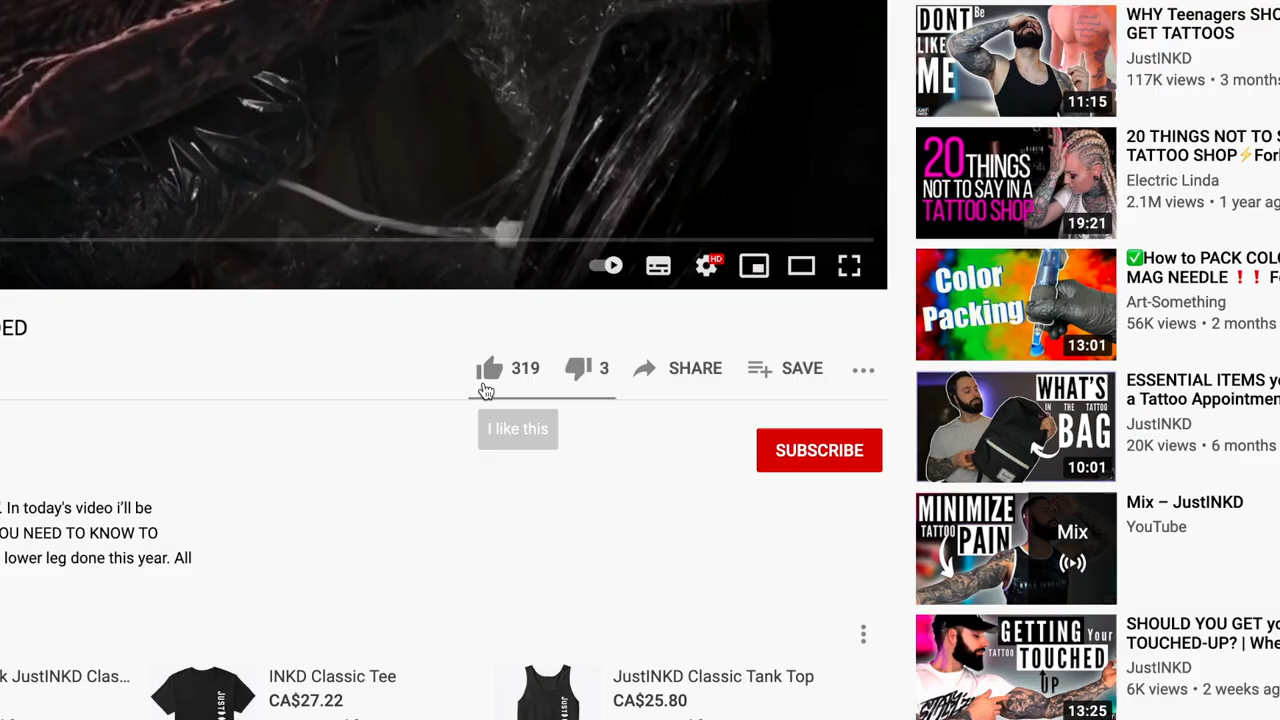 HD
DED
319
3
SHARE
SAVE
I like this
SUBSCRIBE
. In today's video i'll be
OU NEED TO KNOW TO
lower leg done this year. All
k JustINKD Clas...
INKD Classic Tee
CA$27.22
JustINKD Classic Tank Top
CA$25.80
DONT Be
LIKE
ME
11:15
WHY Teenagers SHO
GET TATTOOS
JustINKD
117K views • 3 months
20 THINGS
NOT TO SAY IN A
TATTOO SHOP
19:21
20 THINGS NOT TO S
TATTOO SHOP⚡For
Electric Linda
2.1M views • 1 year ag
Color
Packing
13:01
✅How to PACK COLO
MAG NEEDLE ❗❗ F
Art-Something
56K views • 2 months
WHAT'S
IN THE TATTOO
BAG
10:01
ESSENTIAL ITEMS yo
a Tattoo Appointmen
JustINKD
20K views • 6 months
MINIMIZE
TATTOO PAIN
Mix
Mix – JustINKD
YouTube
GETTING Your
TATTOO TOUCHED
UP
13:25
SHOULD YOU GET yo
TOUCHED-UP? | Whe
JustINKD
6K views • 2 weeks ag